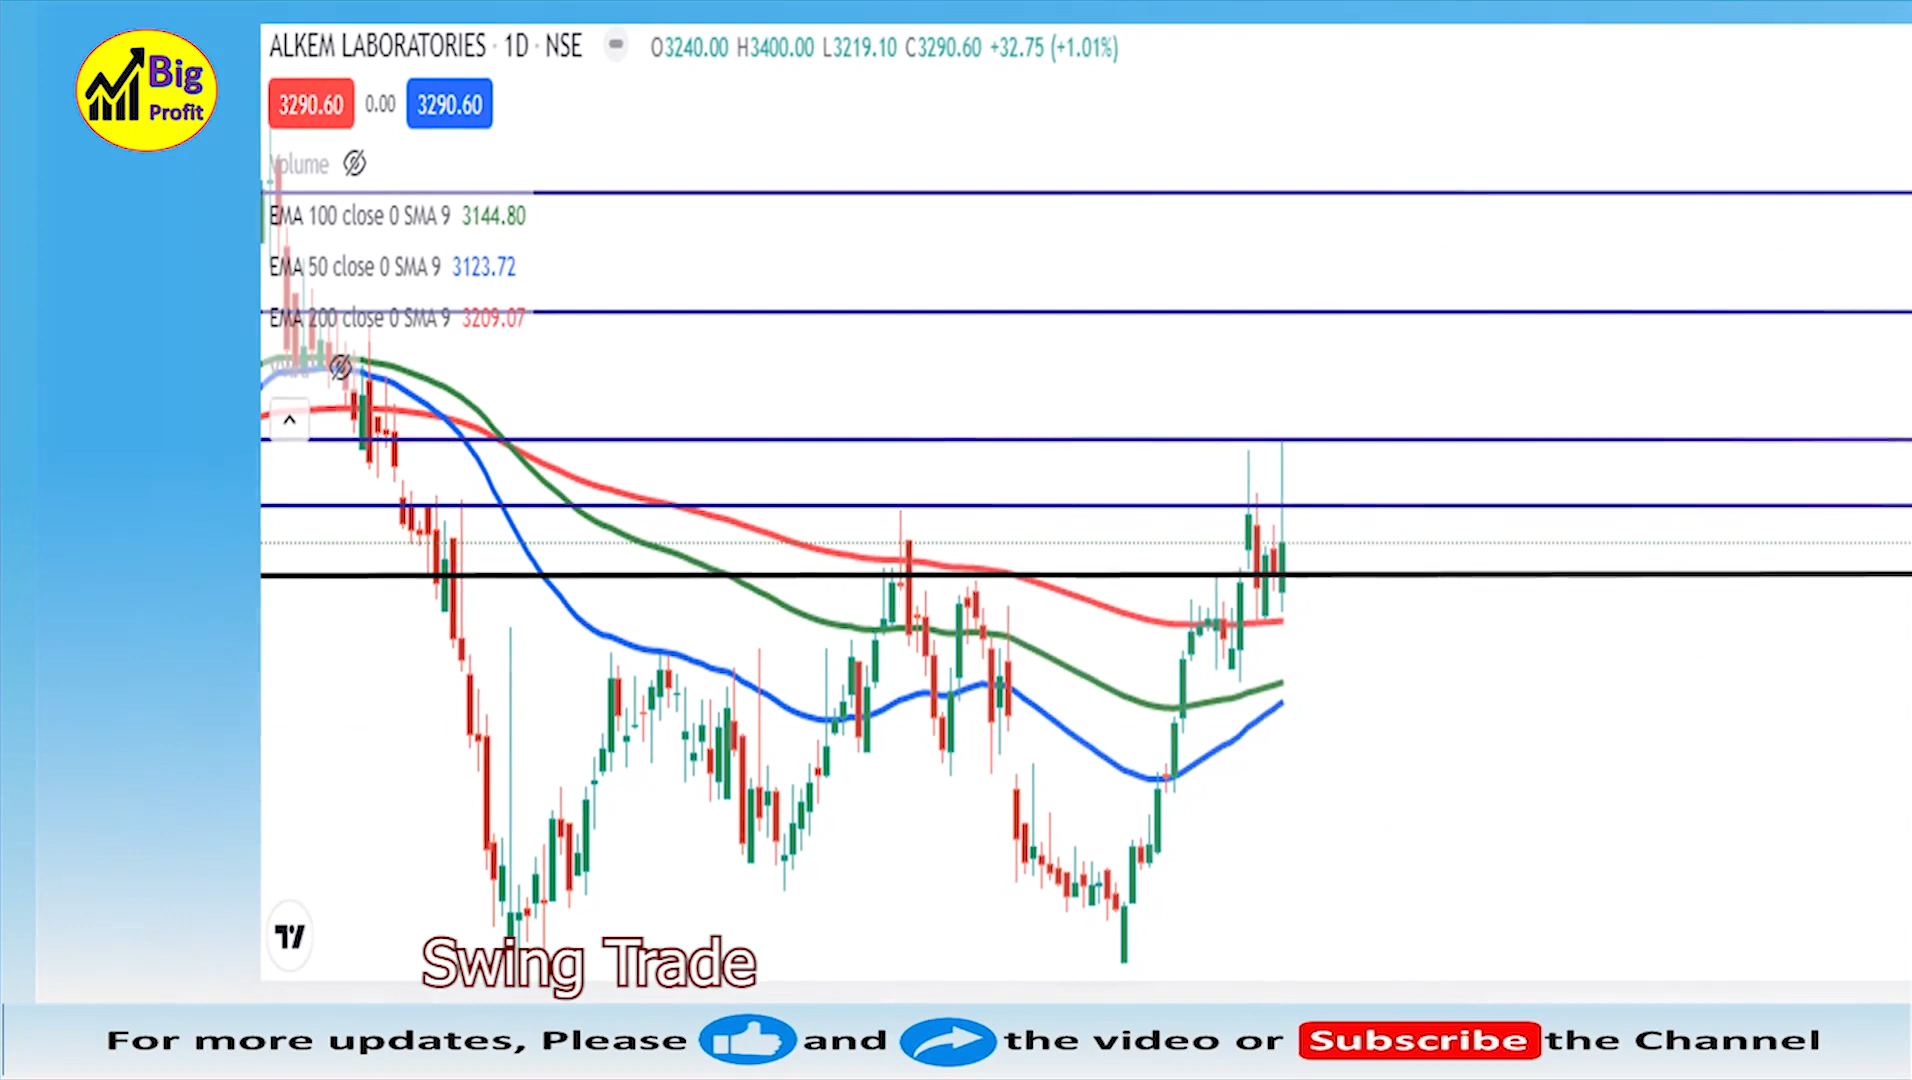 Big
Profit
ALKEM LABORATORIES · 1D · NSE
O3240.00 H3400.00 L3219.10 C3290.60 +32.75 (+1.01%)
3290.60 0.00 3290.60
Volume
EMA 100 close 0 SMA 9 3144.80
EMA 50 close 0 SMA 9 3123.72
EMA 200 close 0 SMA 9 3209.07
Swing Trade
For more updates, Please and the video or Subscribe the Channel